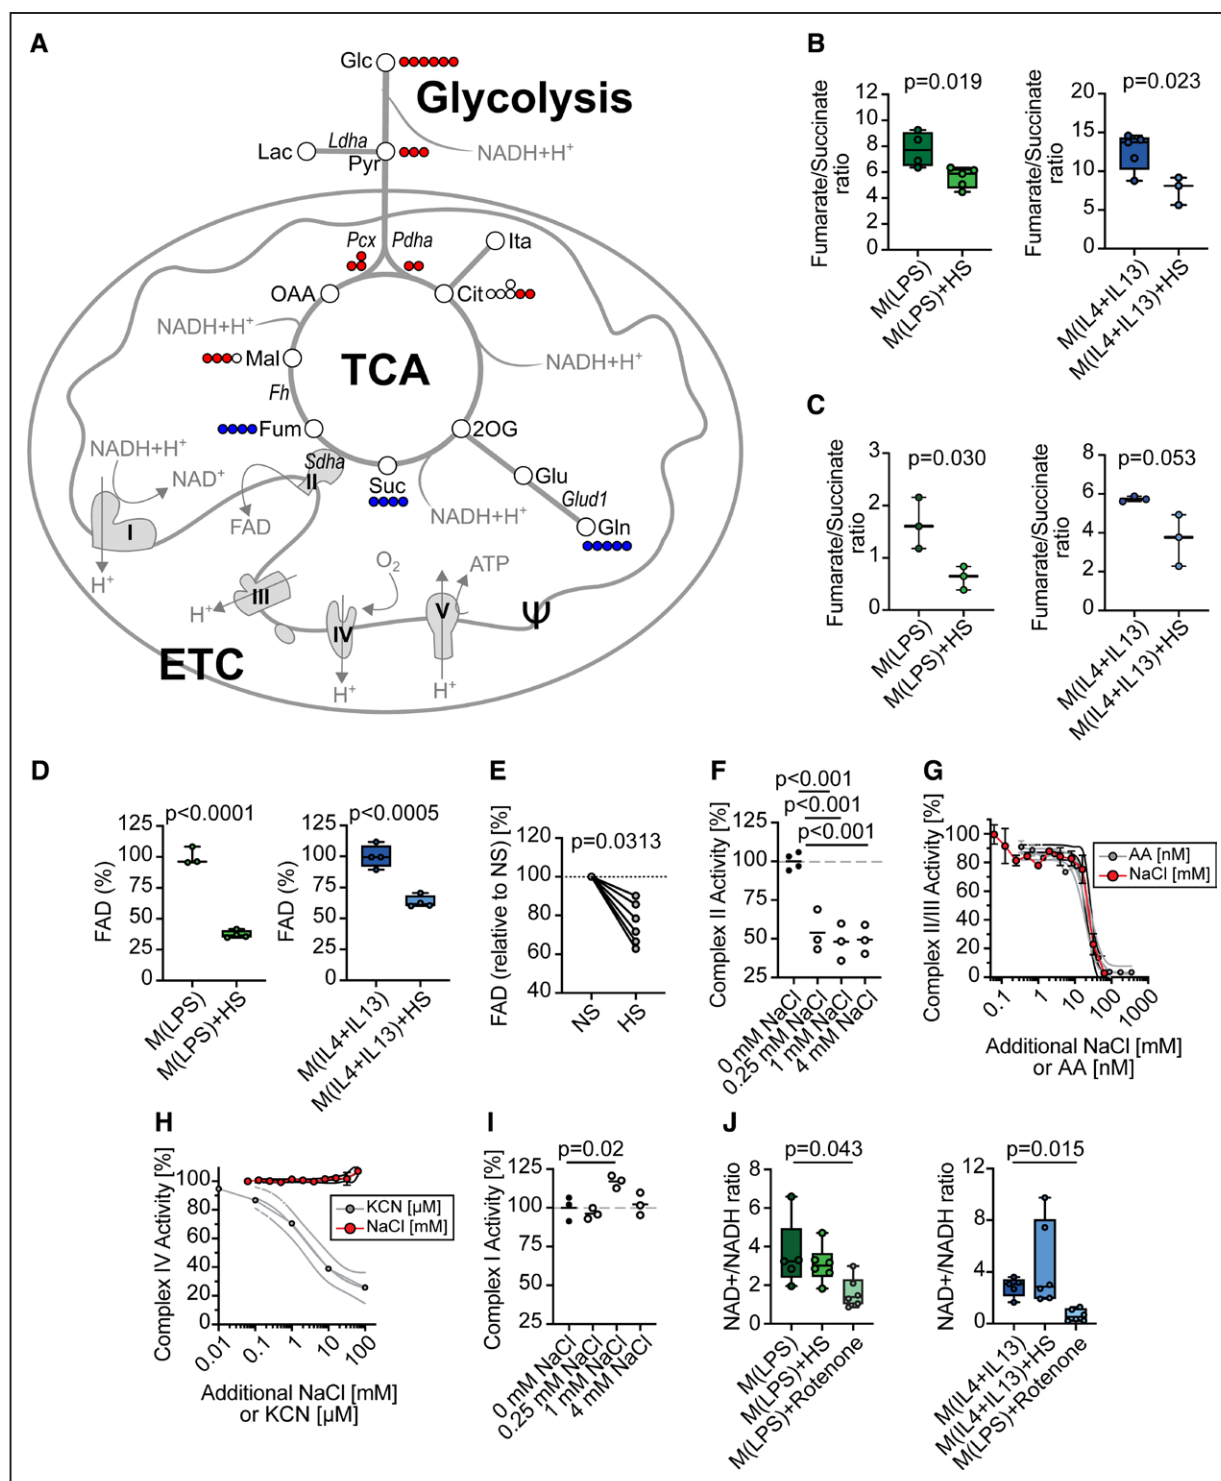 A
Glc
Glycolysis
Ldha
Lac
Pyr
NADH+H⁺
Pcx
Pdha
Ita
OAA
Cit
NADH+H⁺
Mal
TCA
NADH+H⁺
Fh
Fum
2OG
NADH+H⁺
NAD⁺
Sdha
II
Suc
Glu
Glud1
I
FAD
NADH+H⁺
Gln
H⁺
O₂
ATP
III
H⁺
IV
V
Ψ
ETC
H⁺
H⁺
B
p=0.019
Fumarate/Succinate
ratio
12
10
8
6
4
2
0
M(LPS)
M(LPS)+HS
p=0.023
Fumarate/Succinate
ratio
20
15
10
5
0
M(IL4+IL13)
M(IL4+IL13)+HS
C
p=0.030
Fumarate/Succinate
ratio
3
2
1
0
M(LPS)
M(LPS)+HS
p=0.053
Fumarate/Succinate
ratio
8
6
4
2
0
M(IL4+IL13)
M(IL4+IL13)+HS
D
p<0.0001
FAD (%)
125
100
75
50
25
0
M(LPS)
M(LPS)+HS
p<0.0005
FAD (%)
125
100
75
50
25
0
M(IL4+IL13)
M(IL4+IL13)+HS
E
p=0.0313
FAD (relative to NS) [%]
120
100
80
60
40
NS
HS
F
p<0.001
p<0.001
p<0.001
Complex II Activity [%]
125
100
75
50
25
0 mM NaCl
0.25 mM NaCl
1 mM NaCl
4 mM NaCl
G
Complex II/III Activity [%]
100
80
60
40
20
0
AA [nM]
NaCl [mM]
0.1
1
10
100
1000
Additional NaCl [mM]
or AA [nM]
H
Complex IV Activity [%]
100
80
60
40
20
0
KCN [µM]
NaCl [mM]
0.01
0.1
1
10
100
Additional NaCl [mM]
or KCN [µM]
I
p=0.02
Complex I Activity [%]
125
100
75
50
25
0 mM NaCl
0.25 mM NaCl
1 mM NaCl
4 mM NaCl
J
p=0.043
NAD+/NADH ratio
8
6
4
2
0
M(LPS)
M(LPS)+HS
M(LPS)+Rotenone
p=0.015
NAD+/NADH ratio
12
8
4
0
M(IL4+IL13)
M(IL4+IL13)+HS
M(LPS)+Rotenone